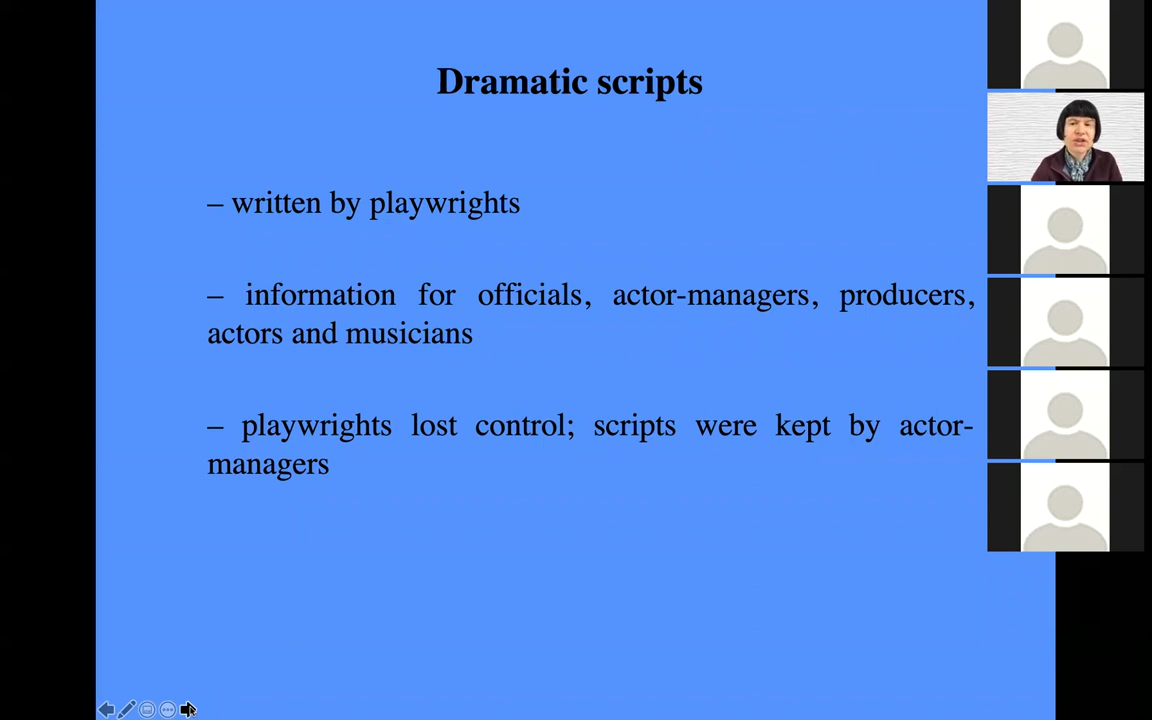 Dramatic scripts
– written by playwrights
– information for officials, actor-managers, producers,
actors and musicians
– playwrights lost control; scripts were kept by actor-
managers